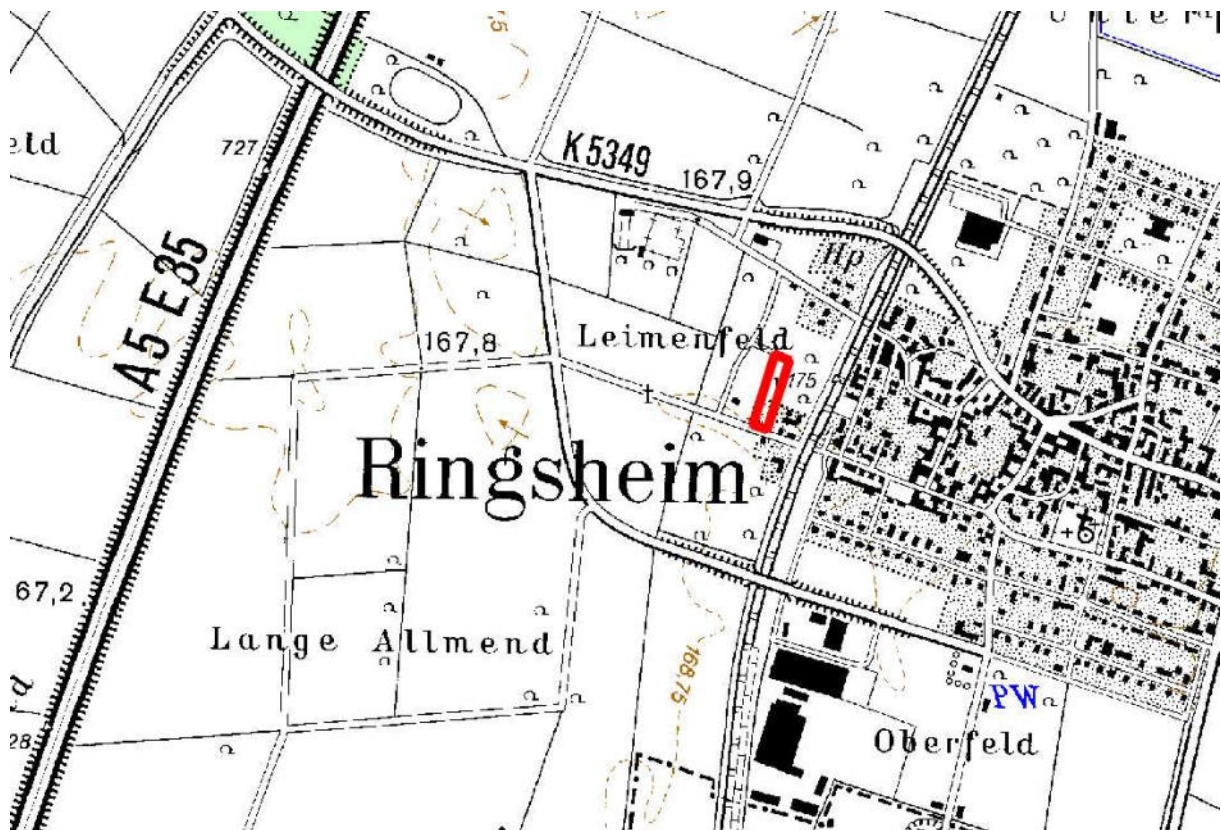 K5349
167,9
727
A5 E35
Hp
167,8
Leimenfeld
175
Ringsheim
67,2
Lange Allmend
168,75
PW
Oberfeld
28